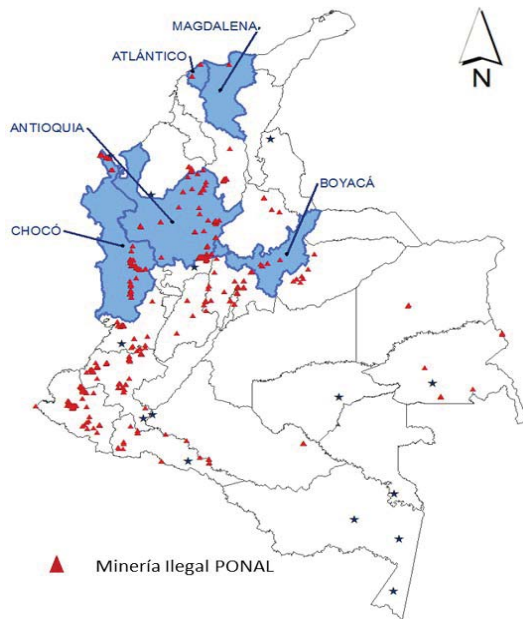 MAGDALENA
ATLÁNTICO
N
ANTIOQUIA
BOYACÁ
CHOCÓ
Minería Ilegal PONAL